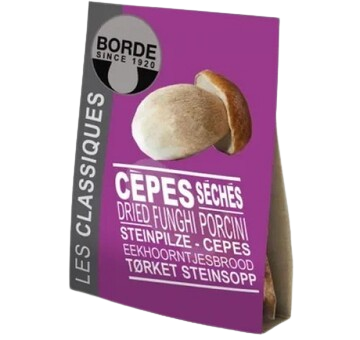 BORDE
SINCE 1920
LES CLASSIQUES
CÈPES SÉCHÉS
DRIED FUNGHI PORCINI
STEINPILZE - CEPES
EEKHOORNTJESBROOD
TØRKET STEINSOPP